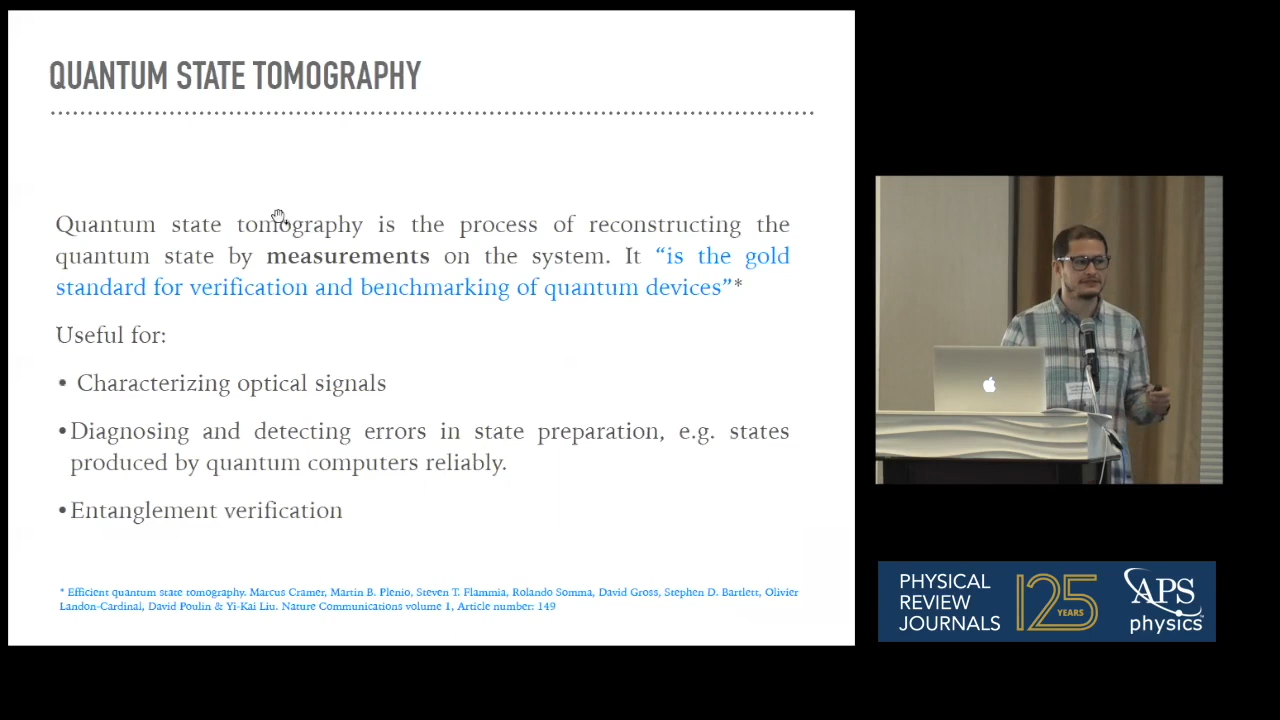 QUANTUM STATE TOMOGRAPHY
Quantum state tomography is the process of reconstructing the
quantum state by measurements on the system. It “is the gold
standard for verification and benchmarking of quantum devices”*
Useful for:
• Characterizing optical signals
• Diagnosing and detecting errors in state preparation, e.g. states
produced by quantum computers reliably.
• Entanglement verification
* Efficient quantum state tomography. Marcus Cramer, Martin B. Plenio, Steven T. Flammia, Rolando Somma, David Gross, Stephen D. Bartlett, Olivier
Landon-Cardinal, David Poulin & Yi-Kai Liu. Nature Communications volume 1, Article number: 149
PHYSICAL
REVIEW
JOURNALS
125
YEARS
APS
physics